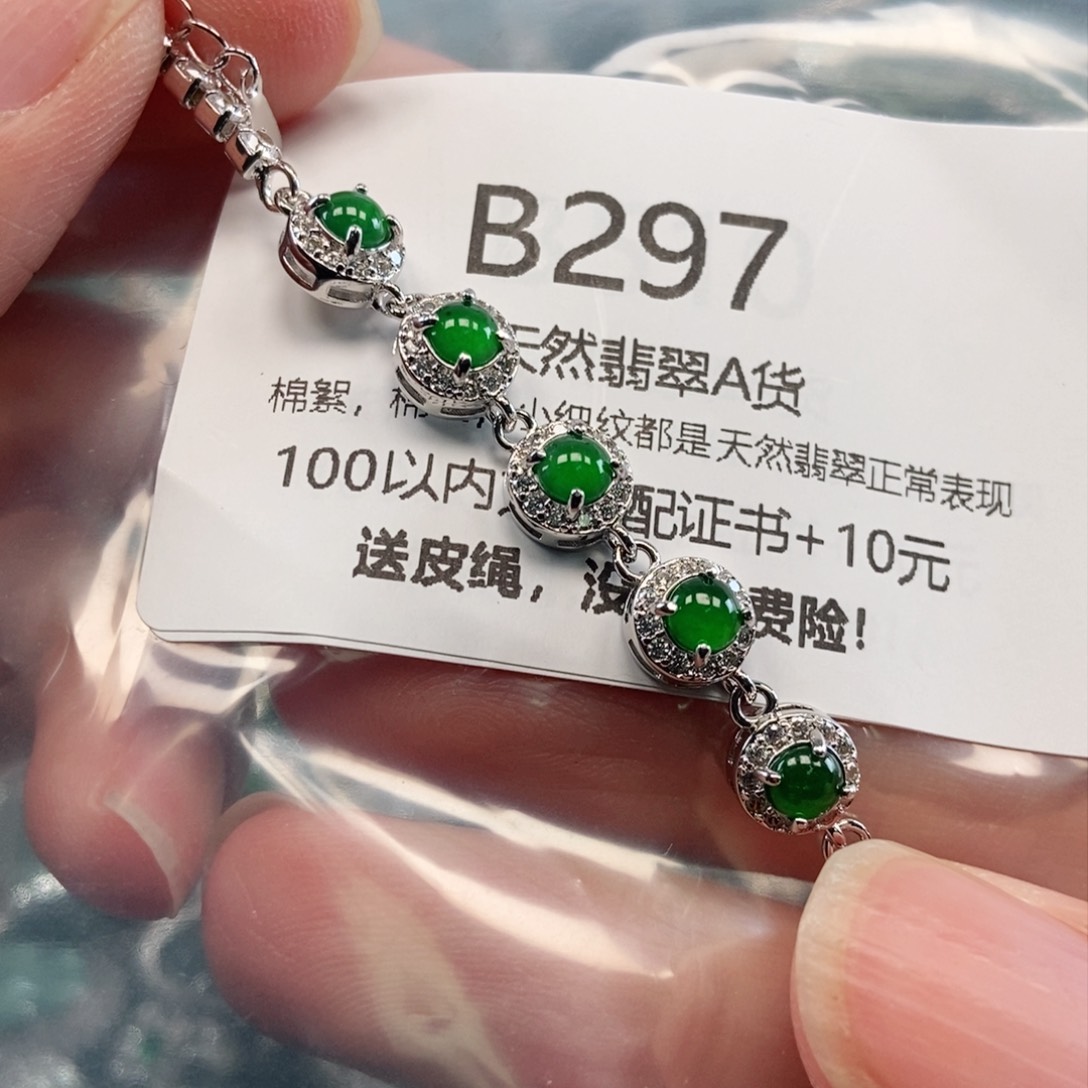 B297
天然翡翠A货
棉絮，棉 小细纹都是天然翡翠正常表现
100以内 配证书+10元
送皮绳，没 费险!